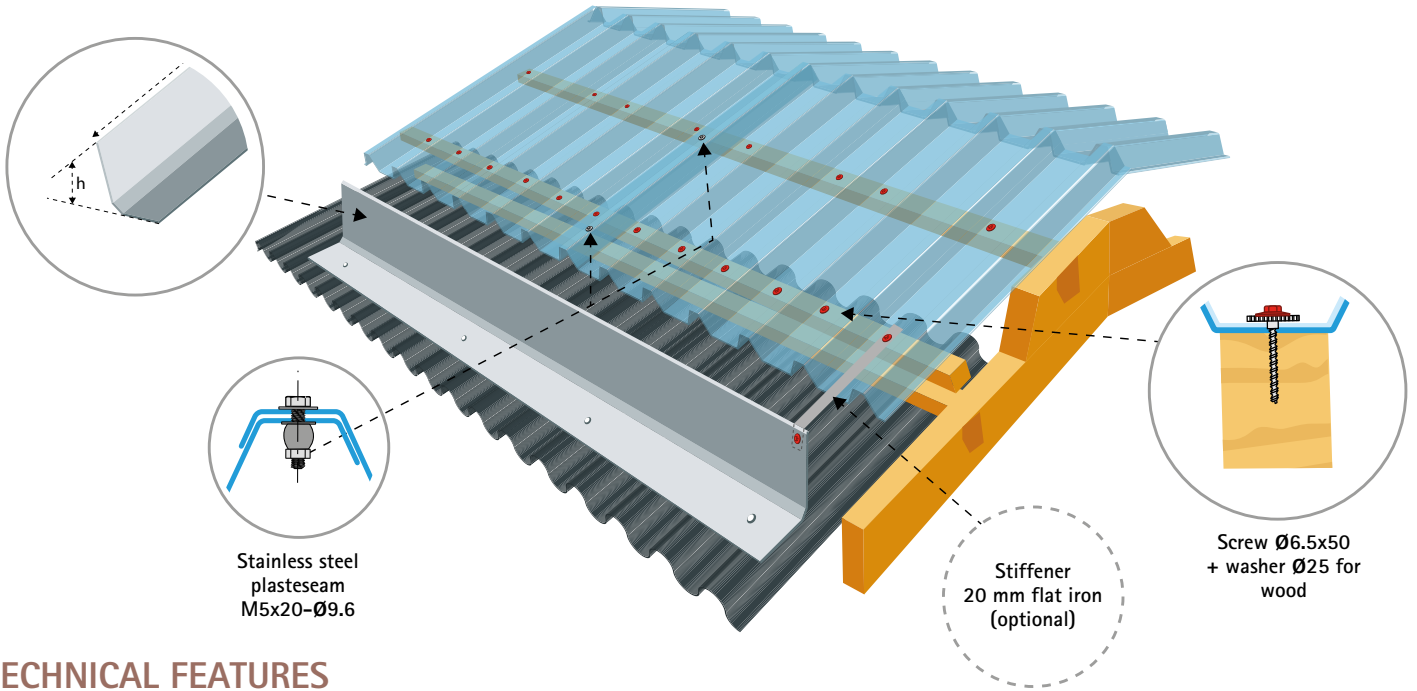 h
Stainless steel
plasteseam
M5x20-Ø9.6
Stiffener
20 mm flat iron
(optional)
Screw Ø6.5x50
+ washer Ø25 for
wood
ECHNICAL FEATURES